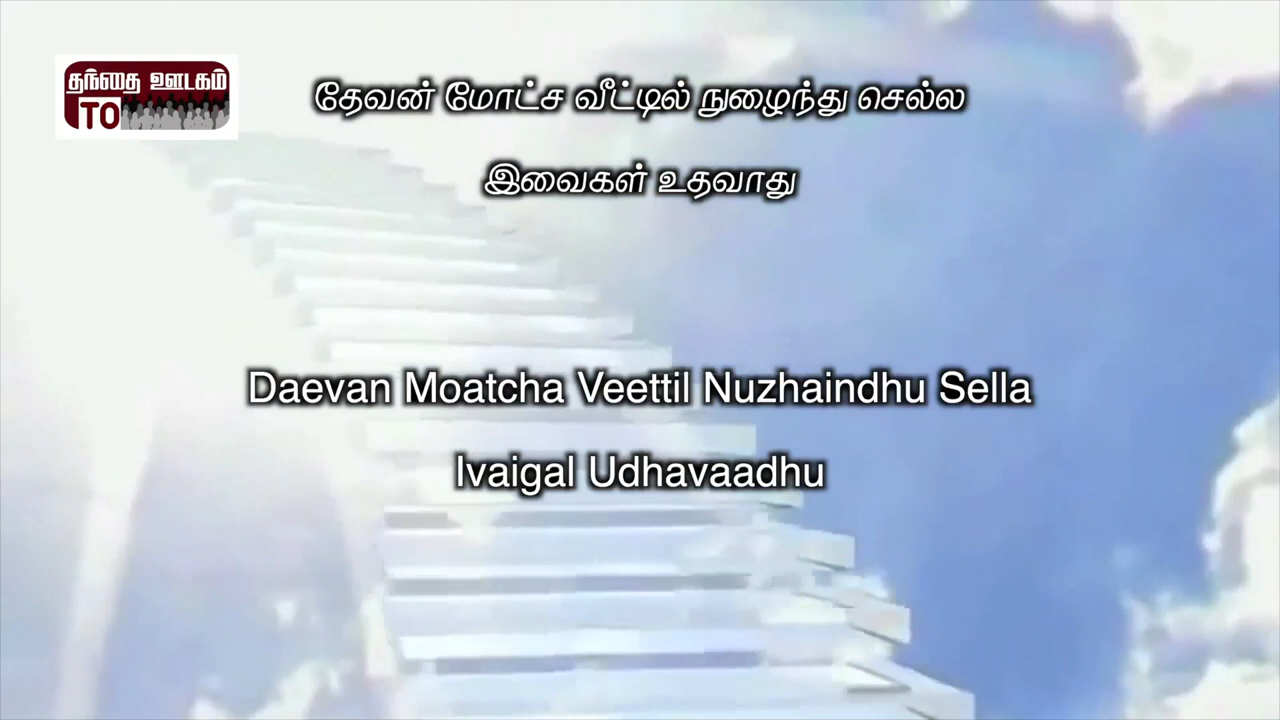 தந்தை ஊடகம்
TO
தேவன் மோட்ச வீட்டில் நுழைந்து செல்ல
இவைகள் உதவாது
Daevan Moatcha Veettil Nuzhaindhu Sella
Ivaigal Udhavaadhu